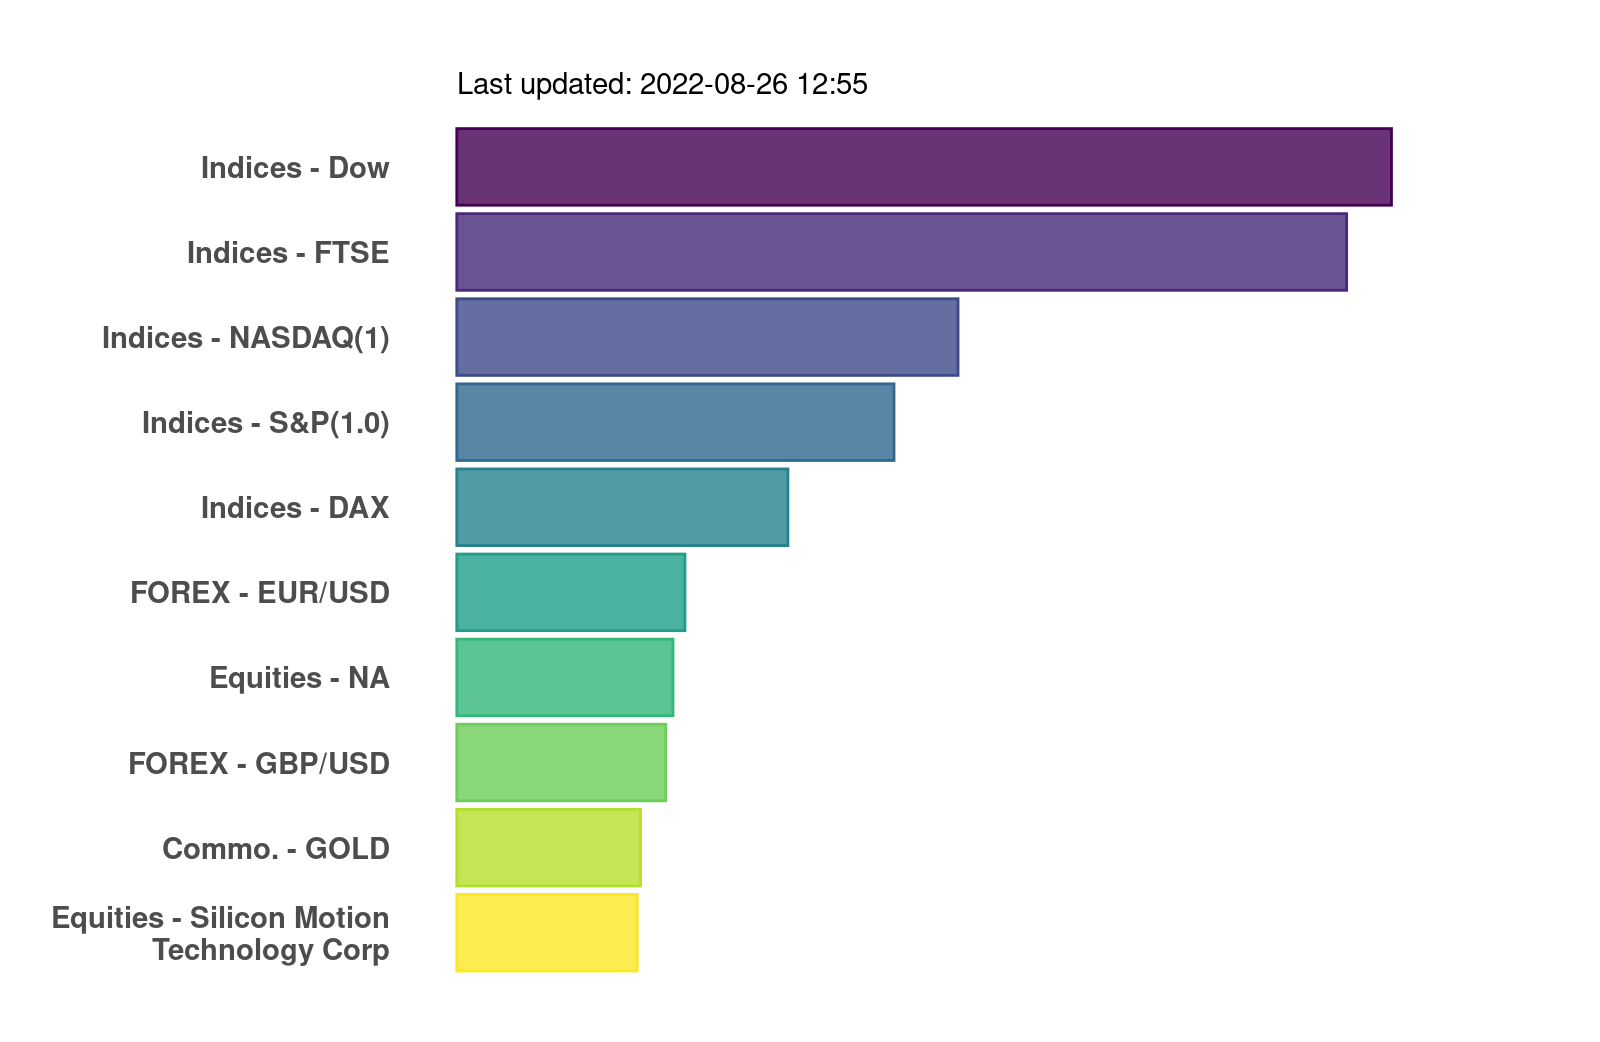 Last updated: 2022-08-26 12:55
Indices - Dow
Indices - FTSE
Indices - NASDAQ(1)
Indices - S&P(1.0)
Indices - DAX
FOREX - EUR/USD
Equities - NA
FOREX - GBP/USD
Commo. - GOLD
Equities - Silicon Motion
Technology Corp